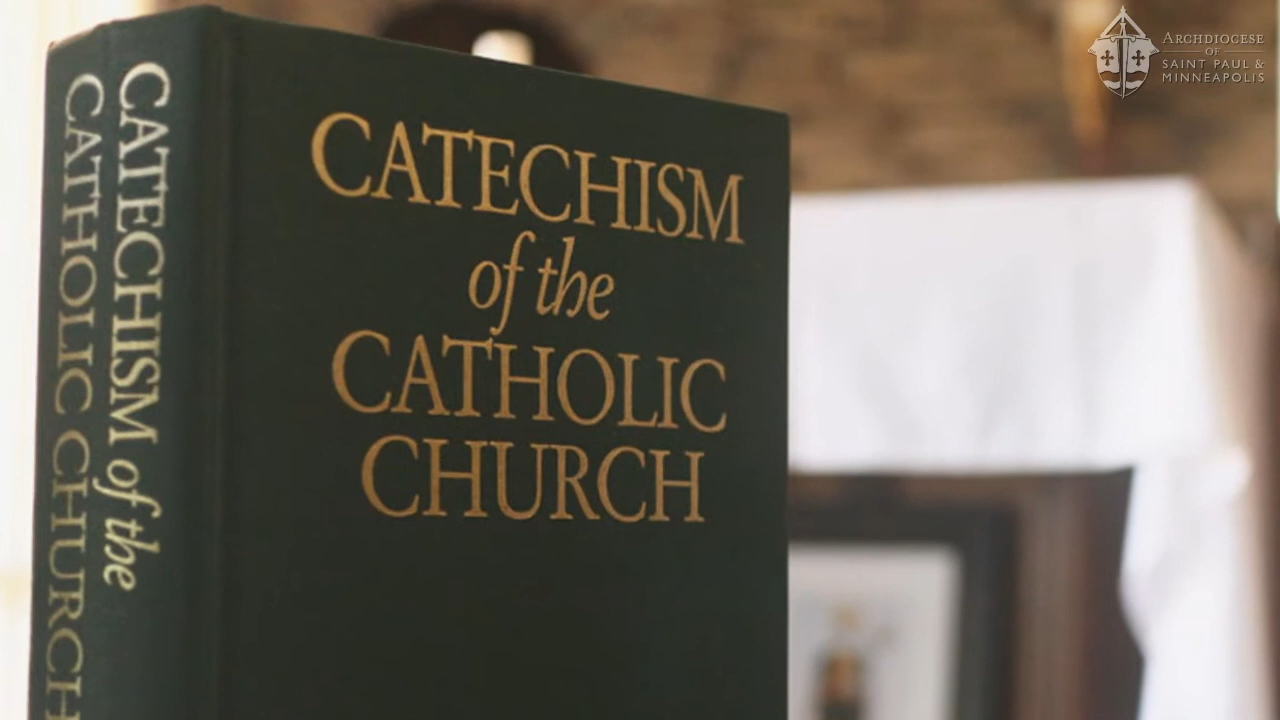 CATECHISM
of the
CATHOLIC
CHURCH
CATECHISM of the
CATHOLIC CHURCH
ARCHDIOCESE
OF
SAINT PAUL &
MINNEAPOLIS